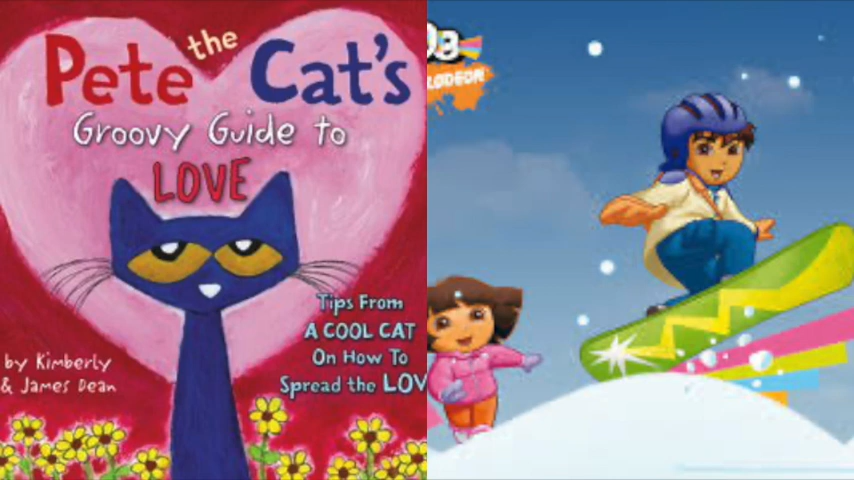 Pete the Cat's
Groovy Guide to
LOVE
Tips From
A COOL CAT
On How To
Spread the LOV
by Kimberly
& James Dean